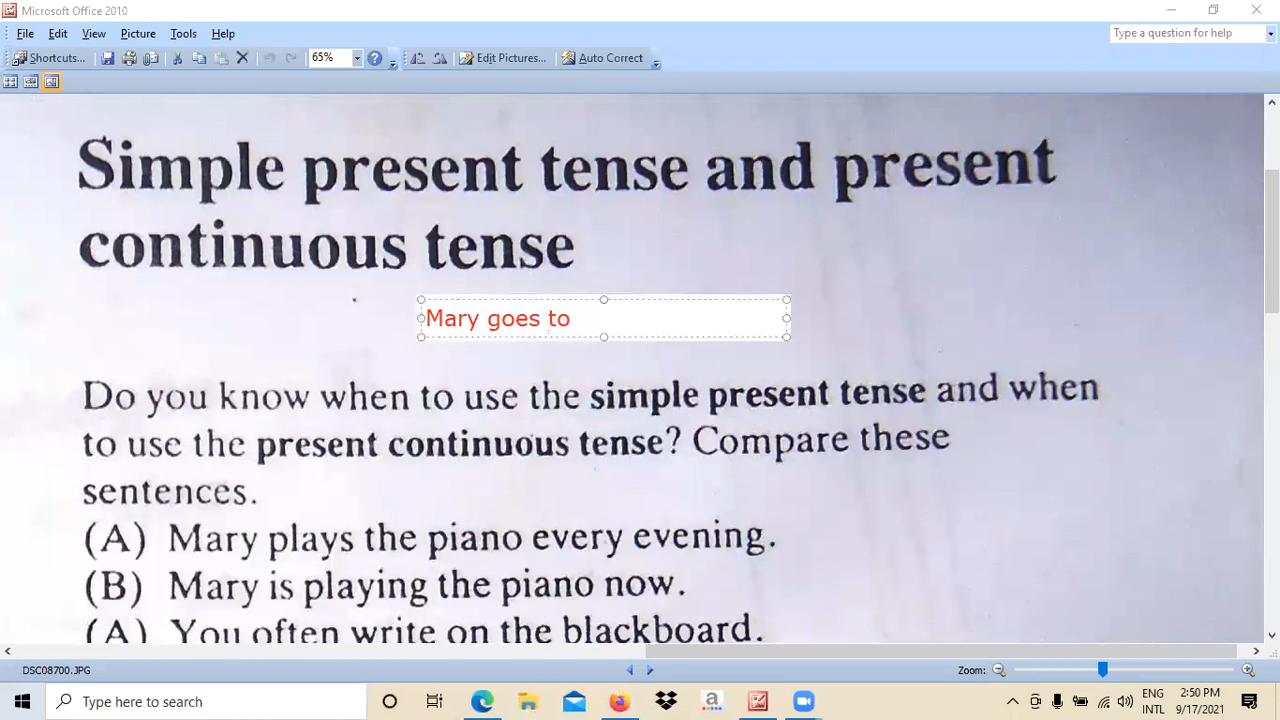 Microsoft Office 2010
File Edit View Picture Tools Help
Type a question for help
Shortcuts... 65% Edit Pictures... Auto Correct
Simple present tense and present
continuous tense
Mary goes to
Do you know when to use the simple present tense and when
to use the present continuous tense? Compare these
sentences.
(A) Mary plays the piano every evening.
(B) Mary is playing the piano now.
(A) You often write on the blackboard.
DSC08700.JPG Zoom:
Type here to search
ENG 2:50 PM
INTL 9/17/2021